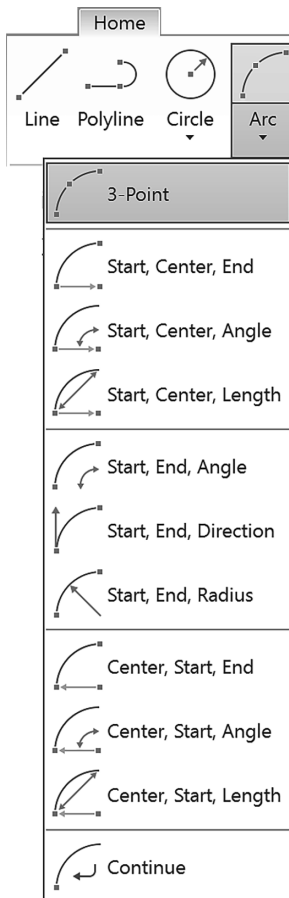 Home
Line Polyline Circle Arc
3-Point
Start, Center, End
Start, Center, Angle
Start, Center, Length
Start, End, Angle
Start, End, Direction
Start, End, Radius
Center, Start, End
Center, Start, Angle
Center, Start, Length
Continue